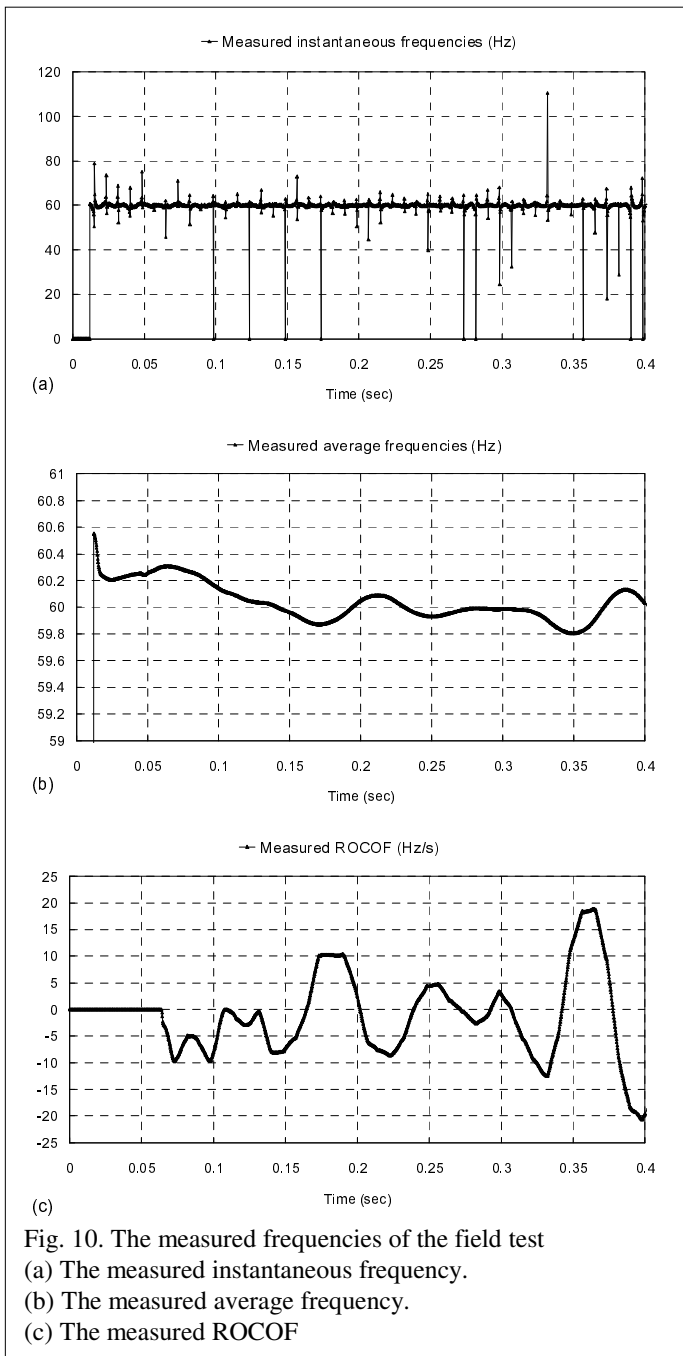 Measured instantaneous frequencies (Hz)
120
100
80
60
40
20
0
0 0.05 0.1 0.15 0.2 0.25 0.3 0.35 0.4
(a)
Time (sec)
Measured average frequencies (Hz)
61
60.8
60.6
60.4
60.2
60
59.8
59.6
59.4
59.2
59
0 0.05 0.1 0.15 0.2 0.25 0.3 0.35 0.4
(b)
Time (sec)
Measured ROCOF (Hz/s)
25
20
15
10
5
0
-5
-10
-15
-20
-25
0 0.05 0.1 0.15 0.2 0.25 0.3 0.35 0.4
(c)
Time (sec)
Fig. 10. The measured frequencies of the field test
(a) The measured instantaneous frequency.
(b) The measured average frequency.
(c) The measured ROCOF